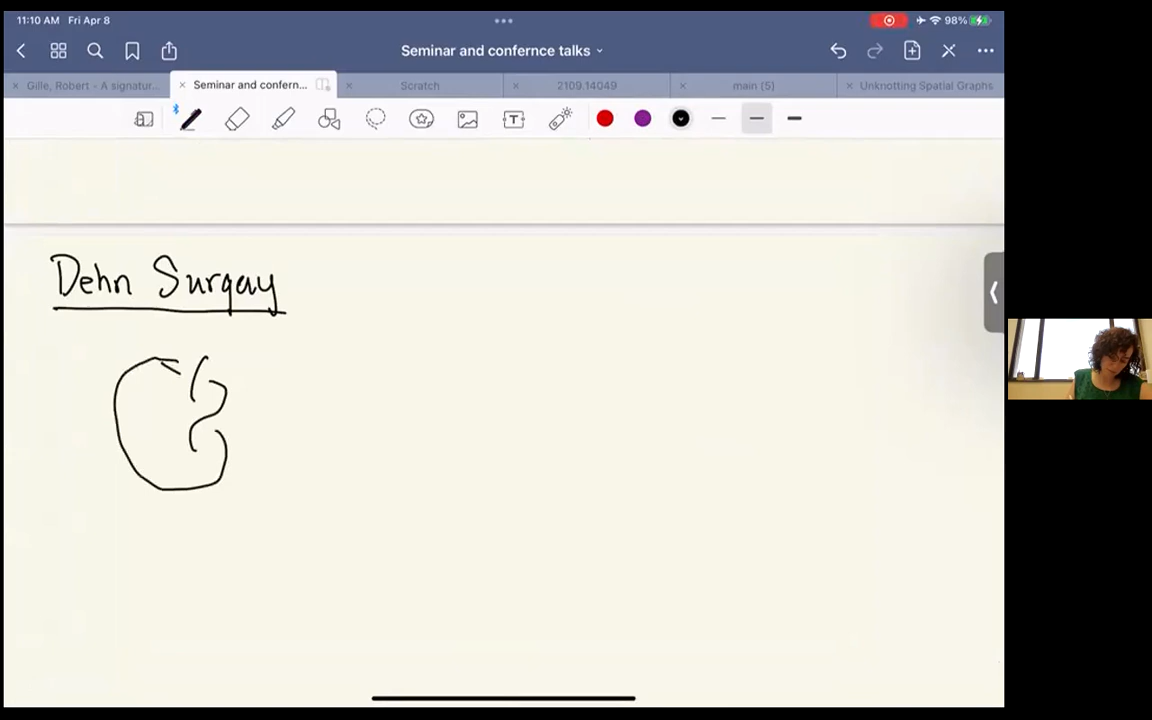 11:10 AM Fri Apr 8
98%
Seminar and confernce talks
Gille, Robert - A signatur...
Seminar and confern...
Scratch
2109.14049
main (5)
Unknotting Spatial Graphs
T
Dehn Surgay